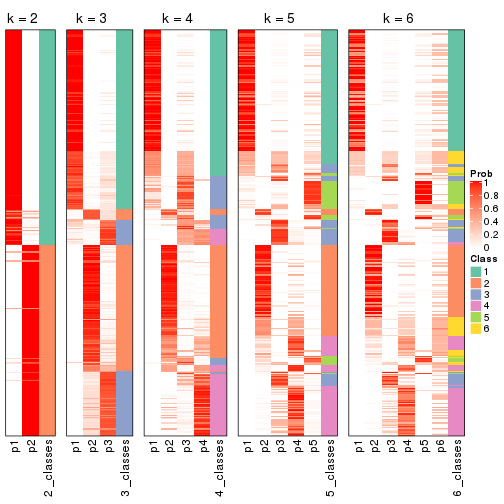 k = 2
k = 3
k = 4
k = 5
k = 6
p1
p2
2_classes
p1
p2
p3
3_classes
p1
p2
p3
p4
4_classes
p1
p2
p3
p4
p5
5_classes
p1
p2
p3
p4
p5
p6
6_classes
Prob
1
0.8
0.6
0.4
0.2
0
Class
1
2
3
4
5
6